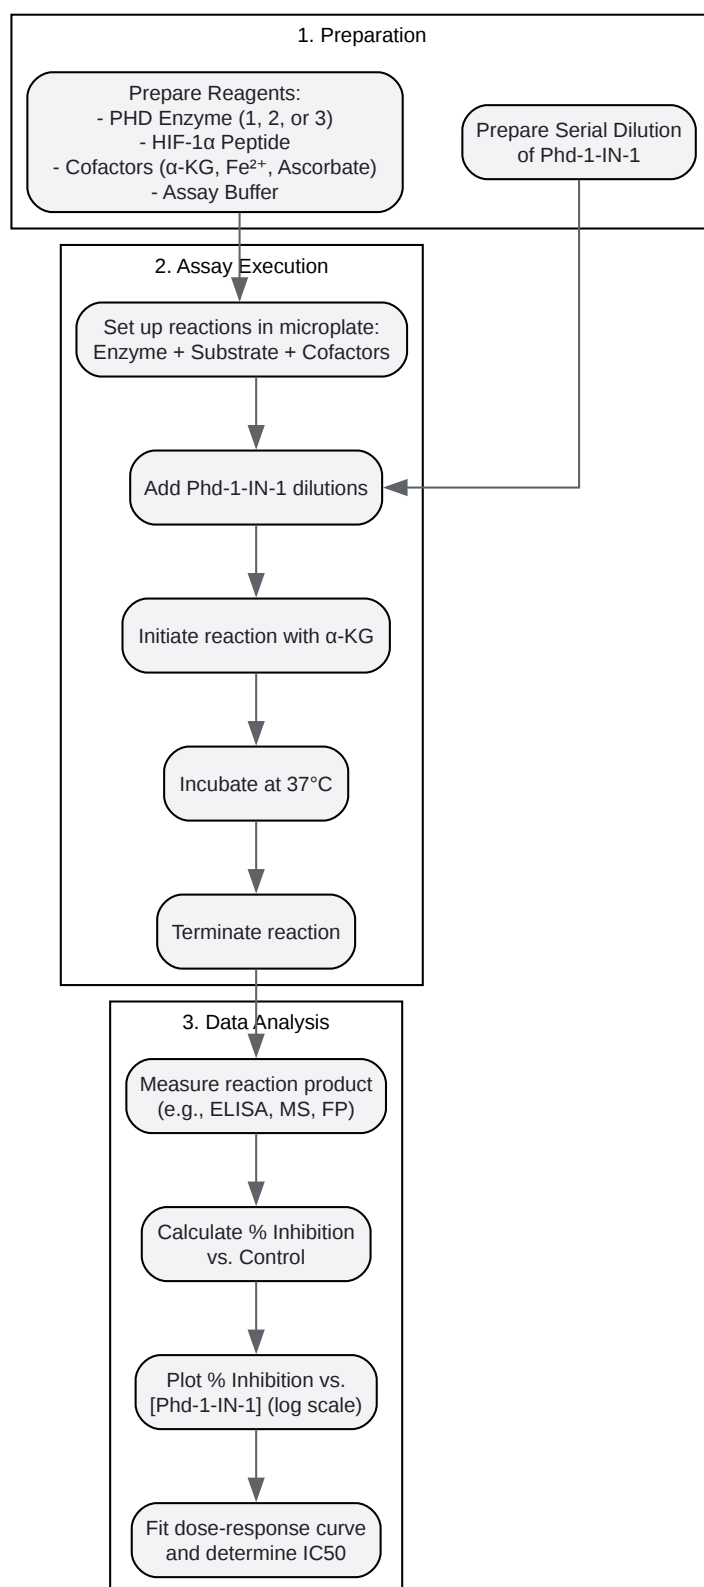 1. Preparation
Prepare Reagents:
- PHD Enzyme (1, 2, or 3)
- HIF-1α Peptide
- Cofactors (α-KG, Fe²⁺, Ascorbate)
- Assay Buffer
Prepare Serial Dilution
of Phd-1-IN-1
2. Assay Execution
Set up reactions in microplate:
Enzyme + Substrate + Cofactors
Add Phd-1-IN-1 dilutions
Initiate reaction with α-KG
Incubate at 37°C
Terminate reaction
3. Data Analysis
Measure reaction product
(e.g., ELISA, MS, FP)
Calculate % Inhibition
vs. Control
Plot % Inhibition vs.
[Phd-1-IN-1] (log scale)
Fit dose-response curve
and determine IC50